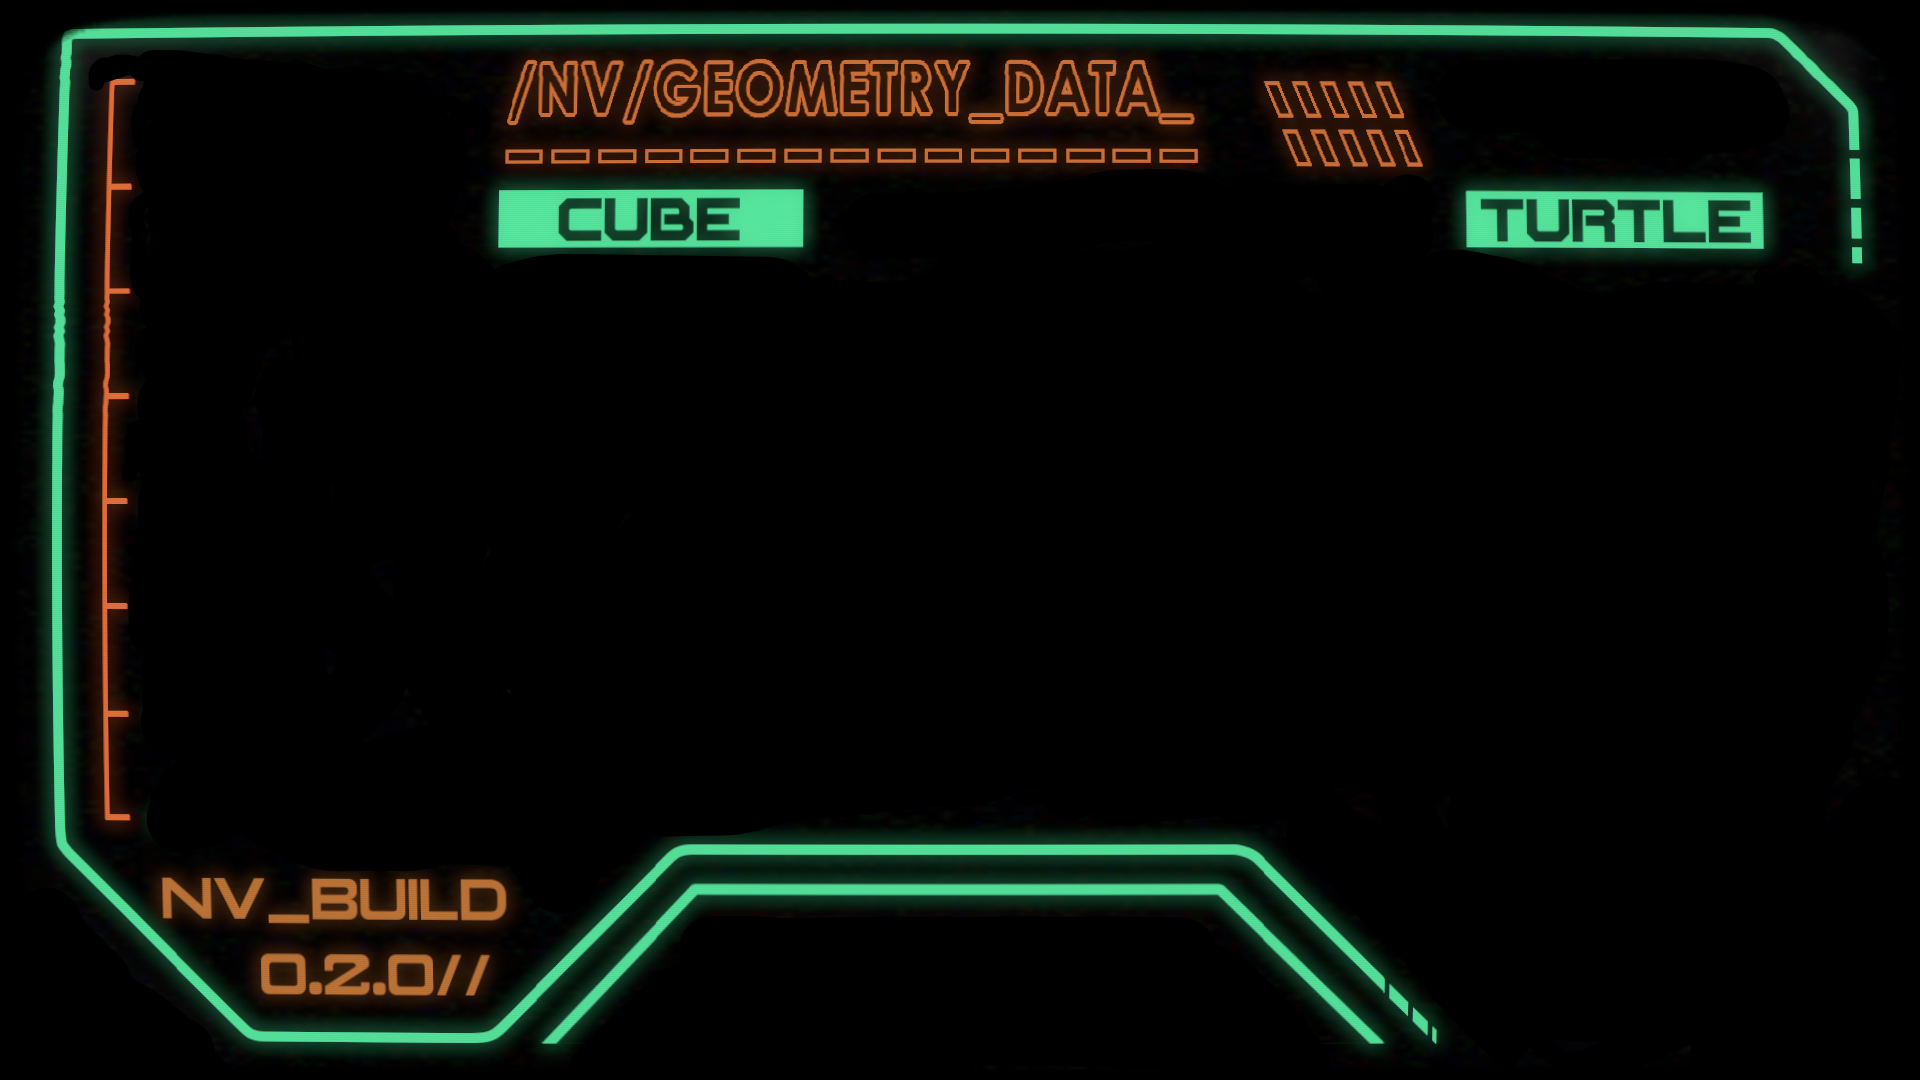 /NV/GEOMETRY_DATA_
CUBE
TURTLE
NV_BUILD
0.2.0//